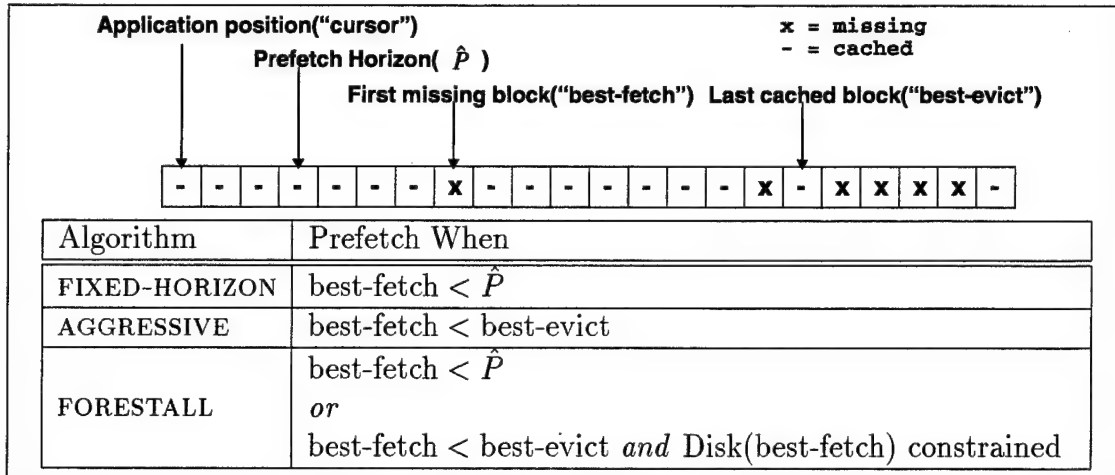 Application position("cursor")
x = missing
- = cached
Prefetch Horizon( P̂ )
First missing block("best-fetch") Last cached block("best-evict")
- - - - - - - x - - - - - - - x - x x x x -
Algorithm Prefetch When
FIXED-HORIZON best-fetch < P̂
AGGRESSIVE best-fetch < best-evict
best-fetch < P̂
FORESTALL or
best-fetch < best-evict and Disk(best-fetch) constrained